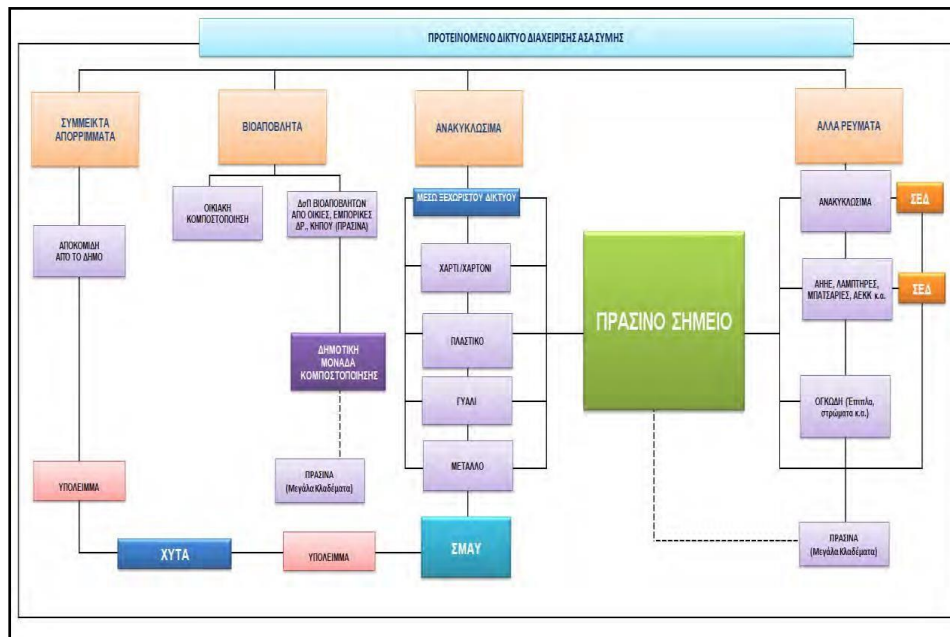 ΠΡΟΤΕΙΝΟΜΕΝΟ ΔΙΚΤΥΟ ΔΙΑΧΕΙΡΙΣΗΣ ΑΣΑ ΣΥΜΗΣ
ΣΥΜΜΕΙΚΤΑ
ΑΠΟΡΡΙΜΜΑΤΑ
ΒΙΟΑΠΟΒΛΗΤΑ
ΑΝΑΚΥΚΛΩΣΙΜΑ
ΑΛΛΑ ΡΕΥΜΑΤΑ
ΑΠΟΚΟΜΙΔΗ
ΑΠΟ ΤΟ ΔΗΜΟ
ΟΙΚΙΑΚΗ
ΚΟΜΠΟΣΤΟΠΟΙΗΣΗ
ΔσΠ ΒΙΟΑΠΟΒΛΗΤΩΝ
ΑΠΟ ΟΙΚΙΕΣ, ΕΜΠΟΡΙΚΕΣ
ΔΡ., ΚΗΠΟΥ (ΠΡΑΣΙΝΑ)
ΜΕΣΩ ΞΕΧΩΡΙΣΤΟΥ ΔΙΚΤΥΟΥ
ΧΑΡΤΙ /ΧΑΡΤΟΝΙ
ΠΛΑΣΤΙΚΟ
ΓΥΑΛΙ
ΜΕΤΑΛΛΟ
ΠΡΑΣΙΝΟ ΣΗΜΕΙΟ
ΑΝΑΚΥΚΛΩΣΙΜΑ
ΣΕΔ
ΑΗΗΕ, ΛΑΜΠΤΗΡΕΣ,
ΜΠΑΤΣΑΡΙΕΣ, ΑΕΚΚ κ.α.
ΣΕΔ
ΟΓΚΩΔΗ (Έπιπλα,
στρώματα κ.α.)
ΔΗΜΟΤΙΚΗ
ΜΟΝΑΔΑ
ΚΟΜΠΟΣΤΟΠΟΙΗΣΗΣ
ΠΡΑΣΙΝΑ
(Μεγάλα Κλαδέματα)
ΥΠΟΛΕΙΜΜΑ
ΧΥΤΑ
ΥΠΟΛΕΙΜΜΑ
ΣΜΑΥ
ΠΡΑΣΙΝΑ
(Μεγάλα Κλαδέματα)